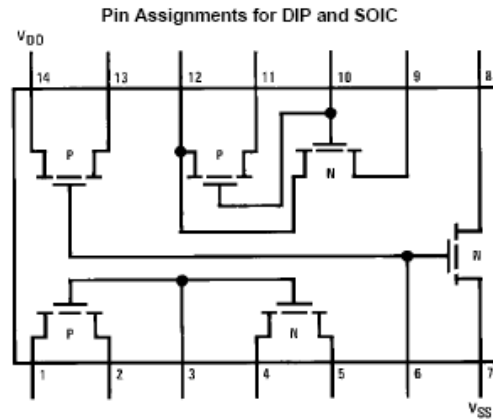 Pin Assignments for DIP and SOIC
VDD
14 13 12 11 10 9 8
P P N
N
P N
1 2 3 4 5 6 7
VSS